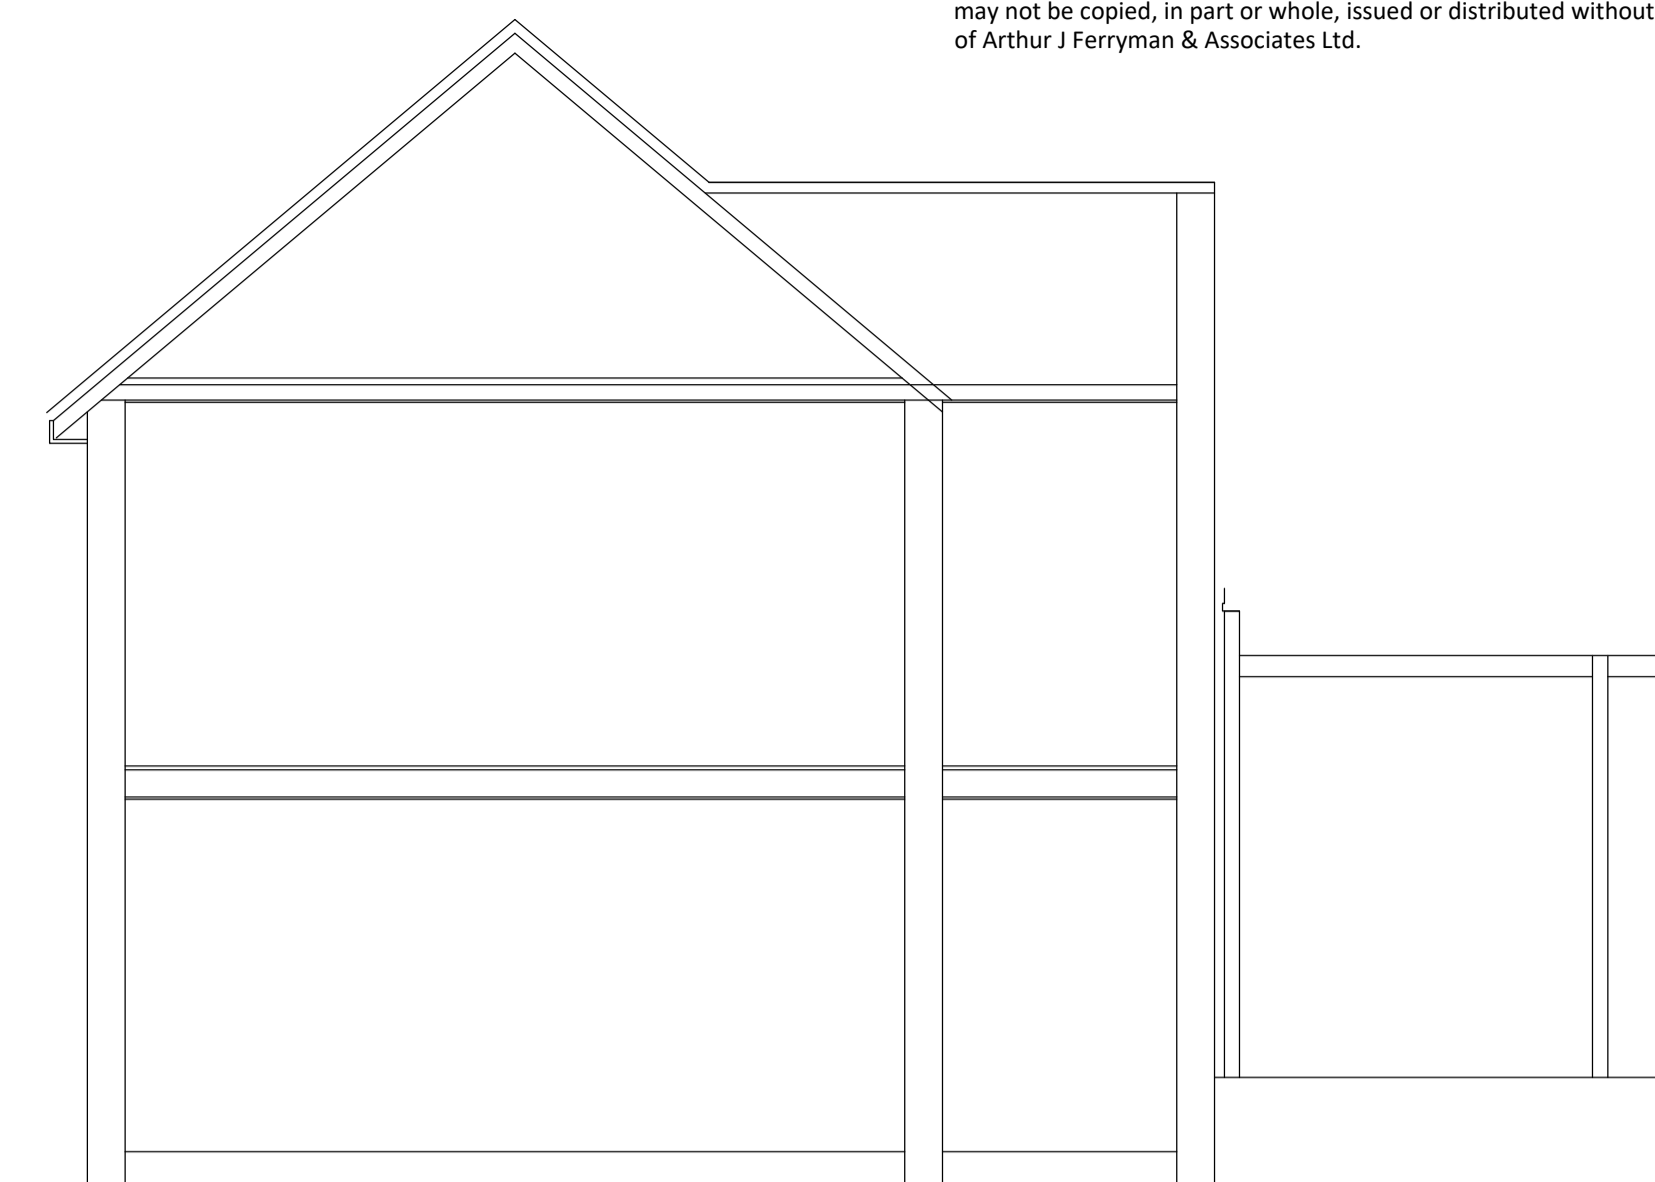 may not be copied, in part or whole, issued or distributed without
of Arthur J Ferryman & Associates Ltd.